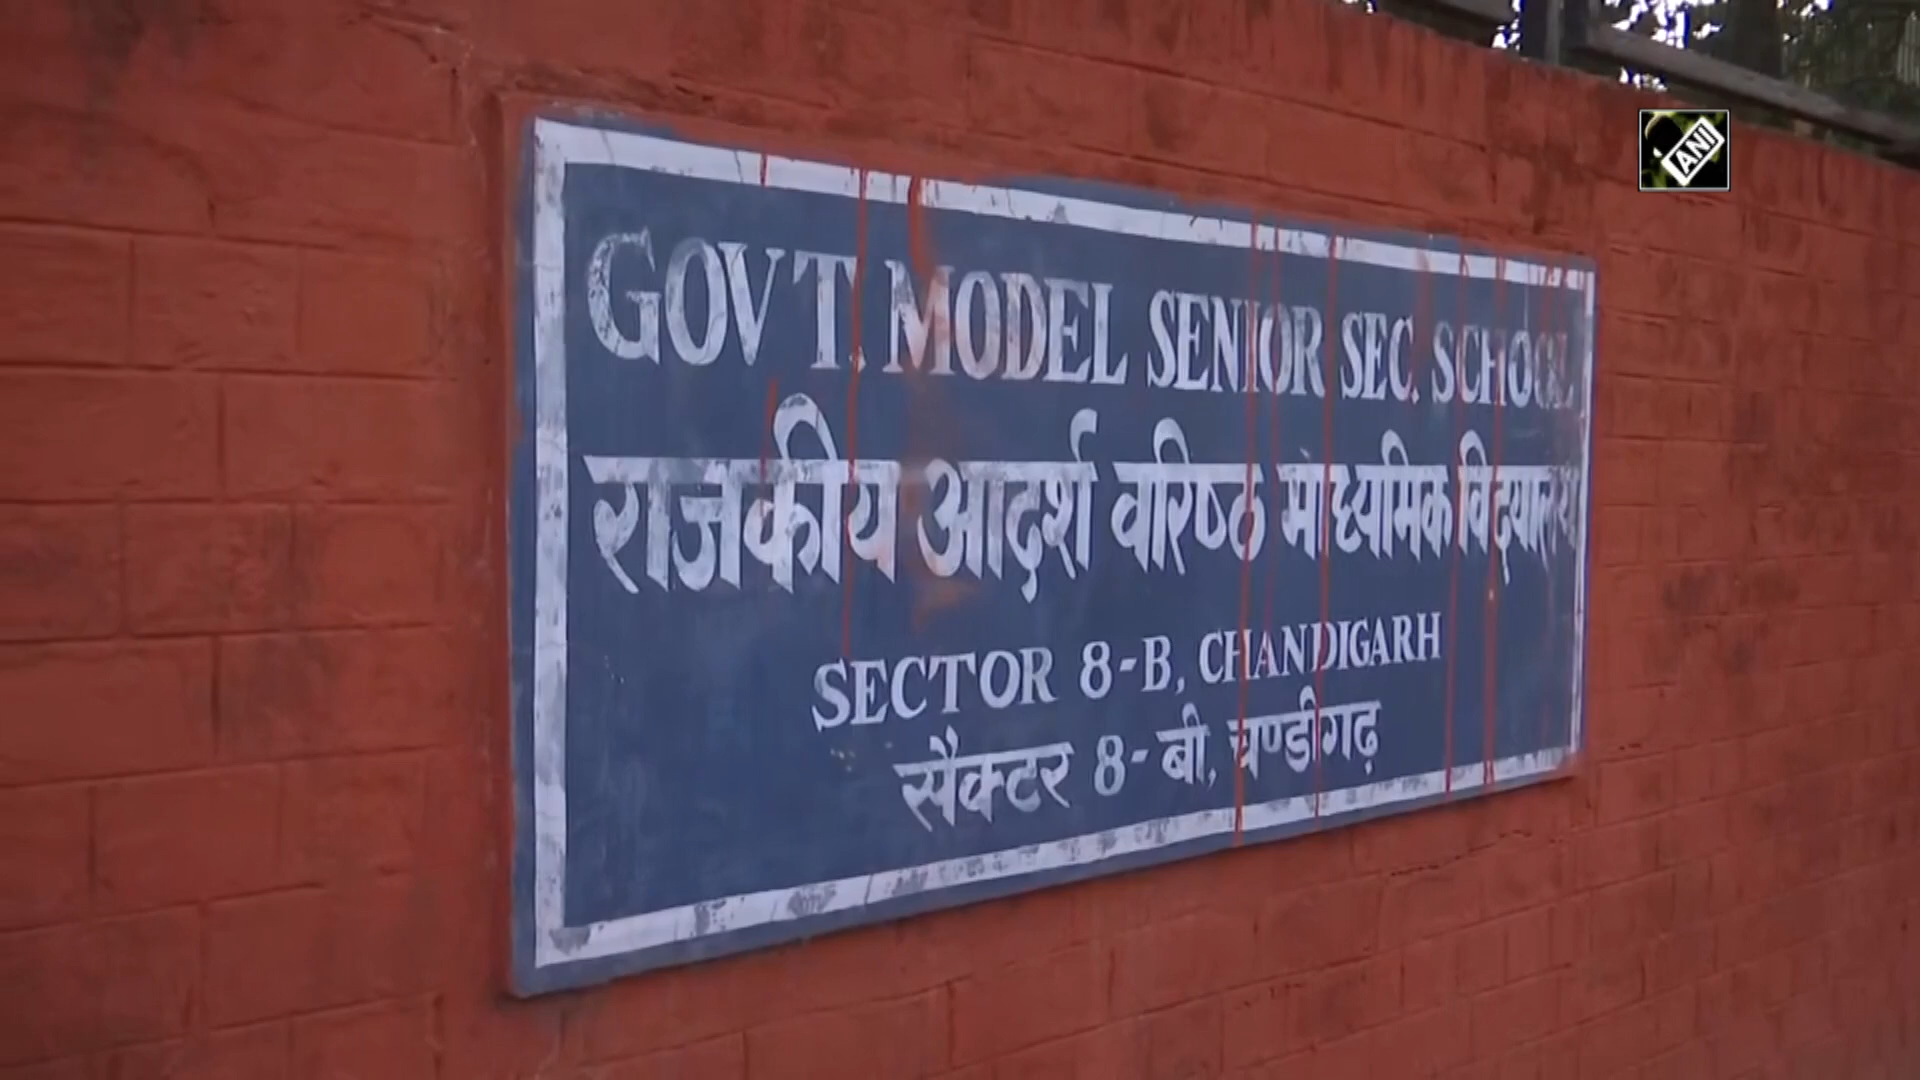 GOVT. MODEL SENIOR SEC. SCHOOL
राजकीय आदर्श वरिष्ठ माध्यमिक विद्यालय
SECTOR 8-B, CHANDIGARH
सैक्टर 8-बी, चण्डीगढ़
ANI